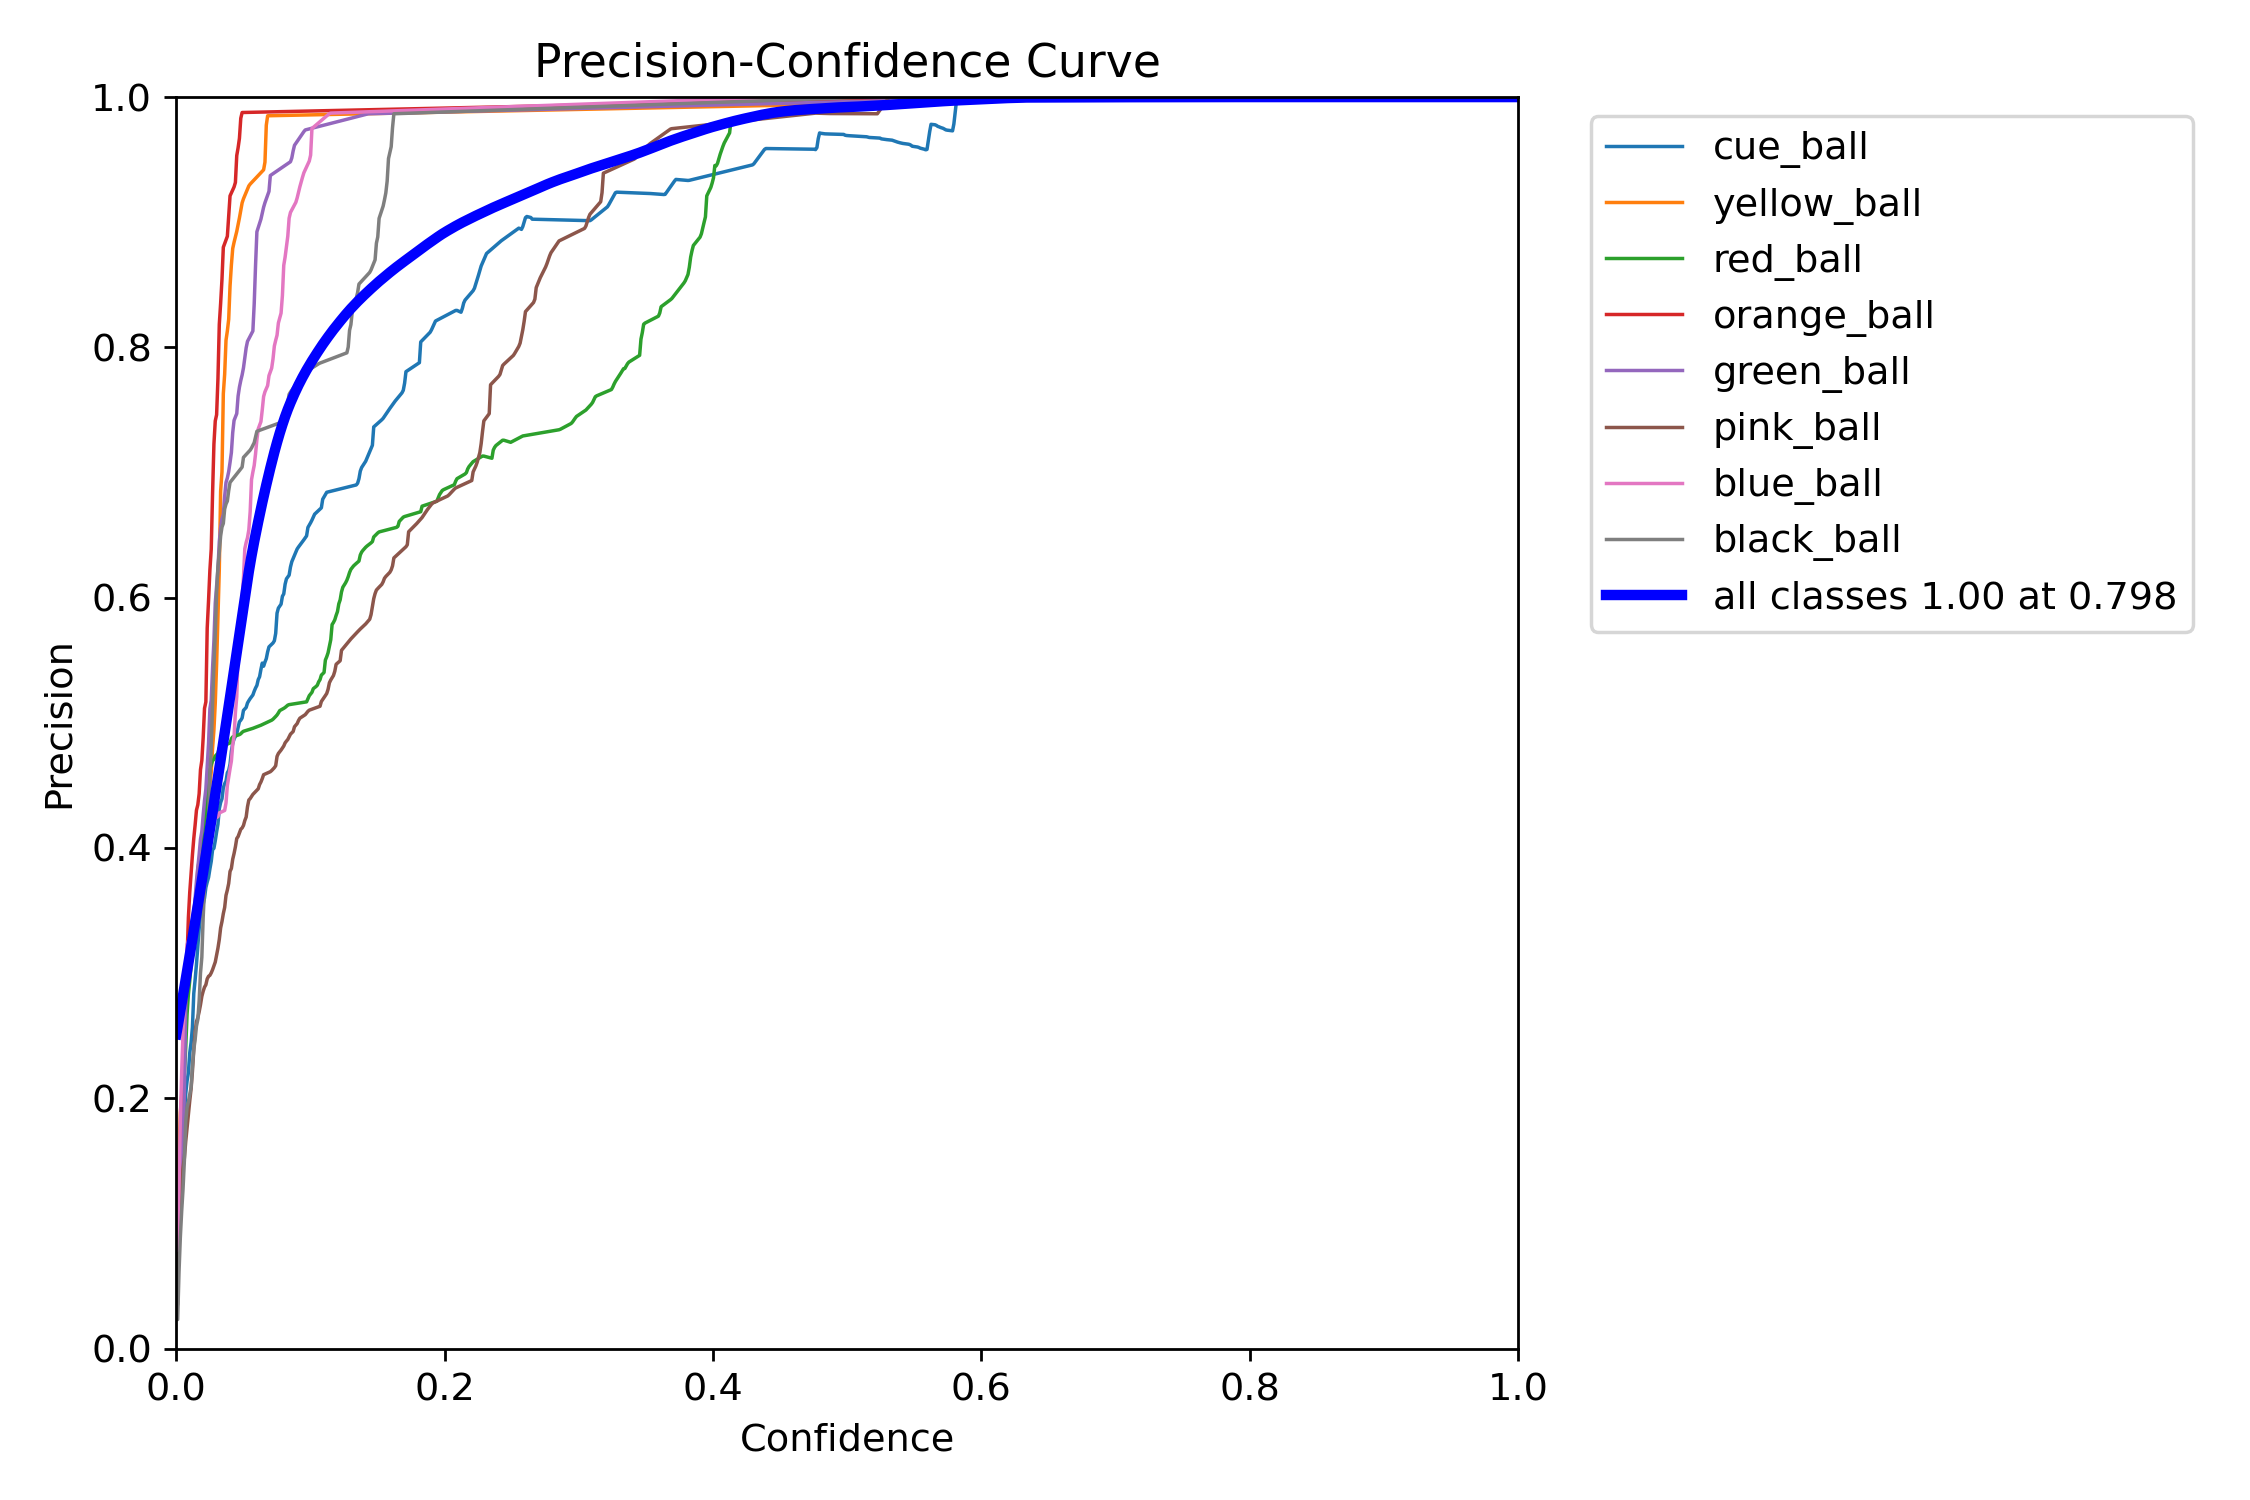 Precision-Confidence Curve
1.0
0.8
0.6
0.4
0.2
0.0
Precision
0.0 0.2 0.4 0.6 0.8 1.0
Confidence
cue_ball
yellow_ball
red_ball
orange_ball
green_ball
pink_ball
blue_ball
black_ball
all classes 1.00 at 0.798